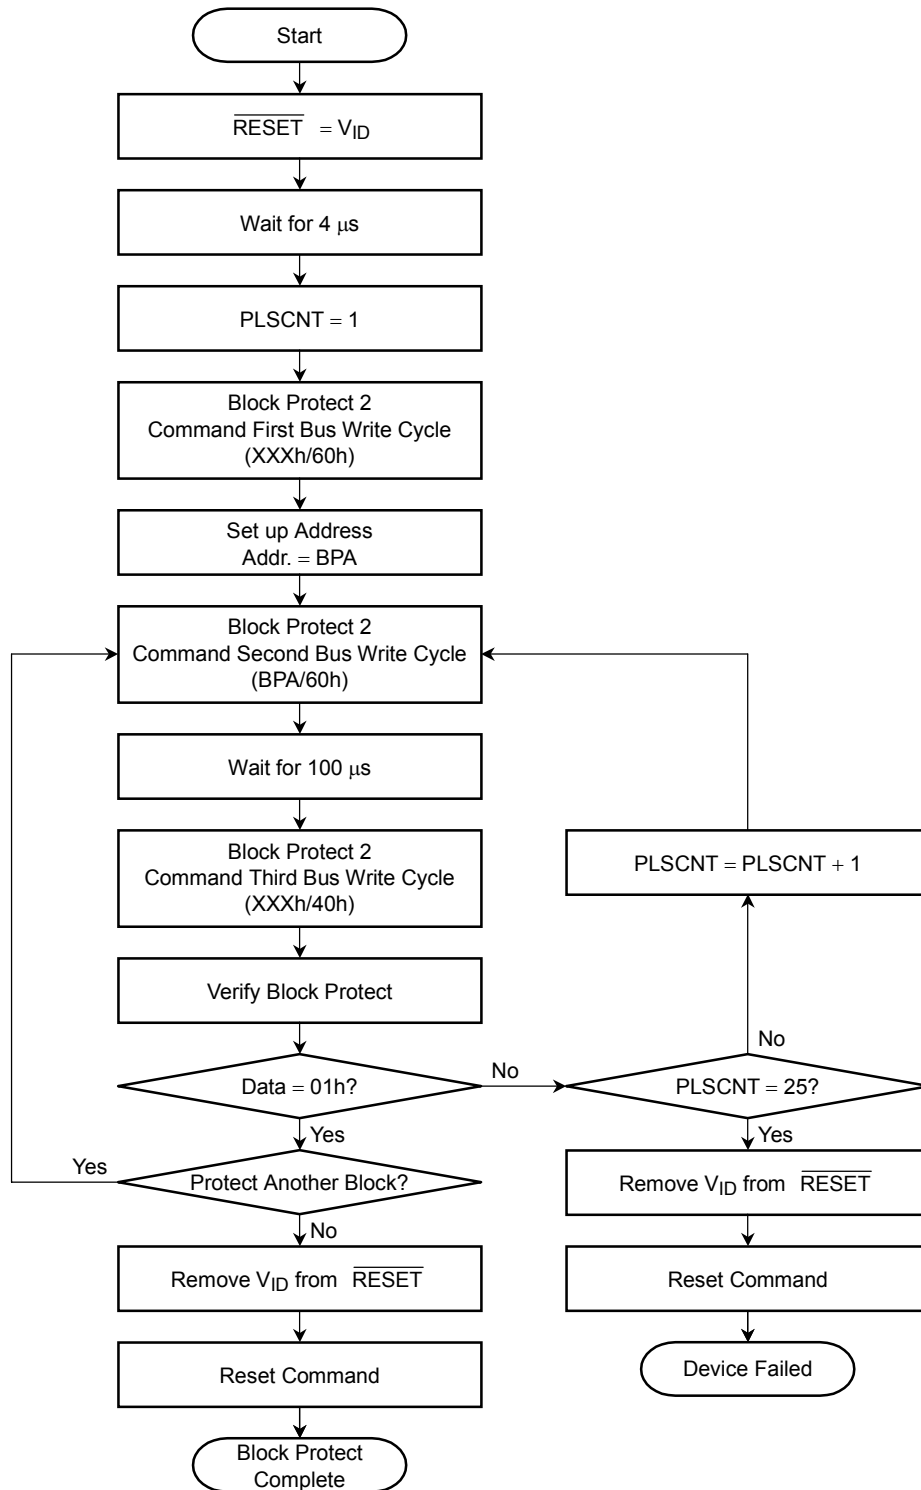 Start
RESET = VID
Wait for 4 μs
PLSCNT = 1
Block Protect 2
Command First Bus Write Cycle
(XXXh/60h)
Set up Address
Addr. = BPA
Block Protect 2
Command Second Bus Write Cycle
(BPA/60h)
Wait for 100 μs
Block Protect 2
Command Third Bus Write Cycle
(XXXh/40h)
PLSCNT = PLSCNT + 1
Verify Block Protect
No
Data = 01h?
No
PLSCNT = 25?
Yes
Yes
Yes
Protect Another Block?
Remove VID from RESET
No
Remove VID from RESET
Reset Command
Reset Command
Device Failed
Block Protect
Complete